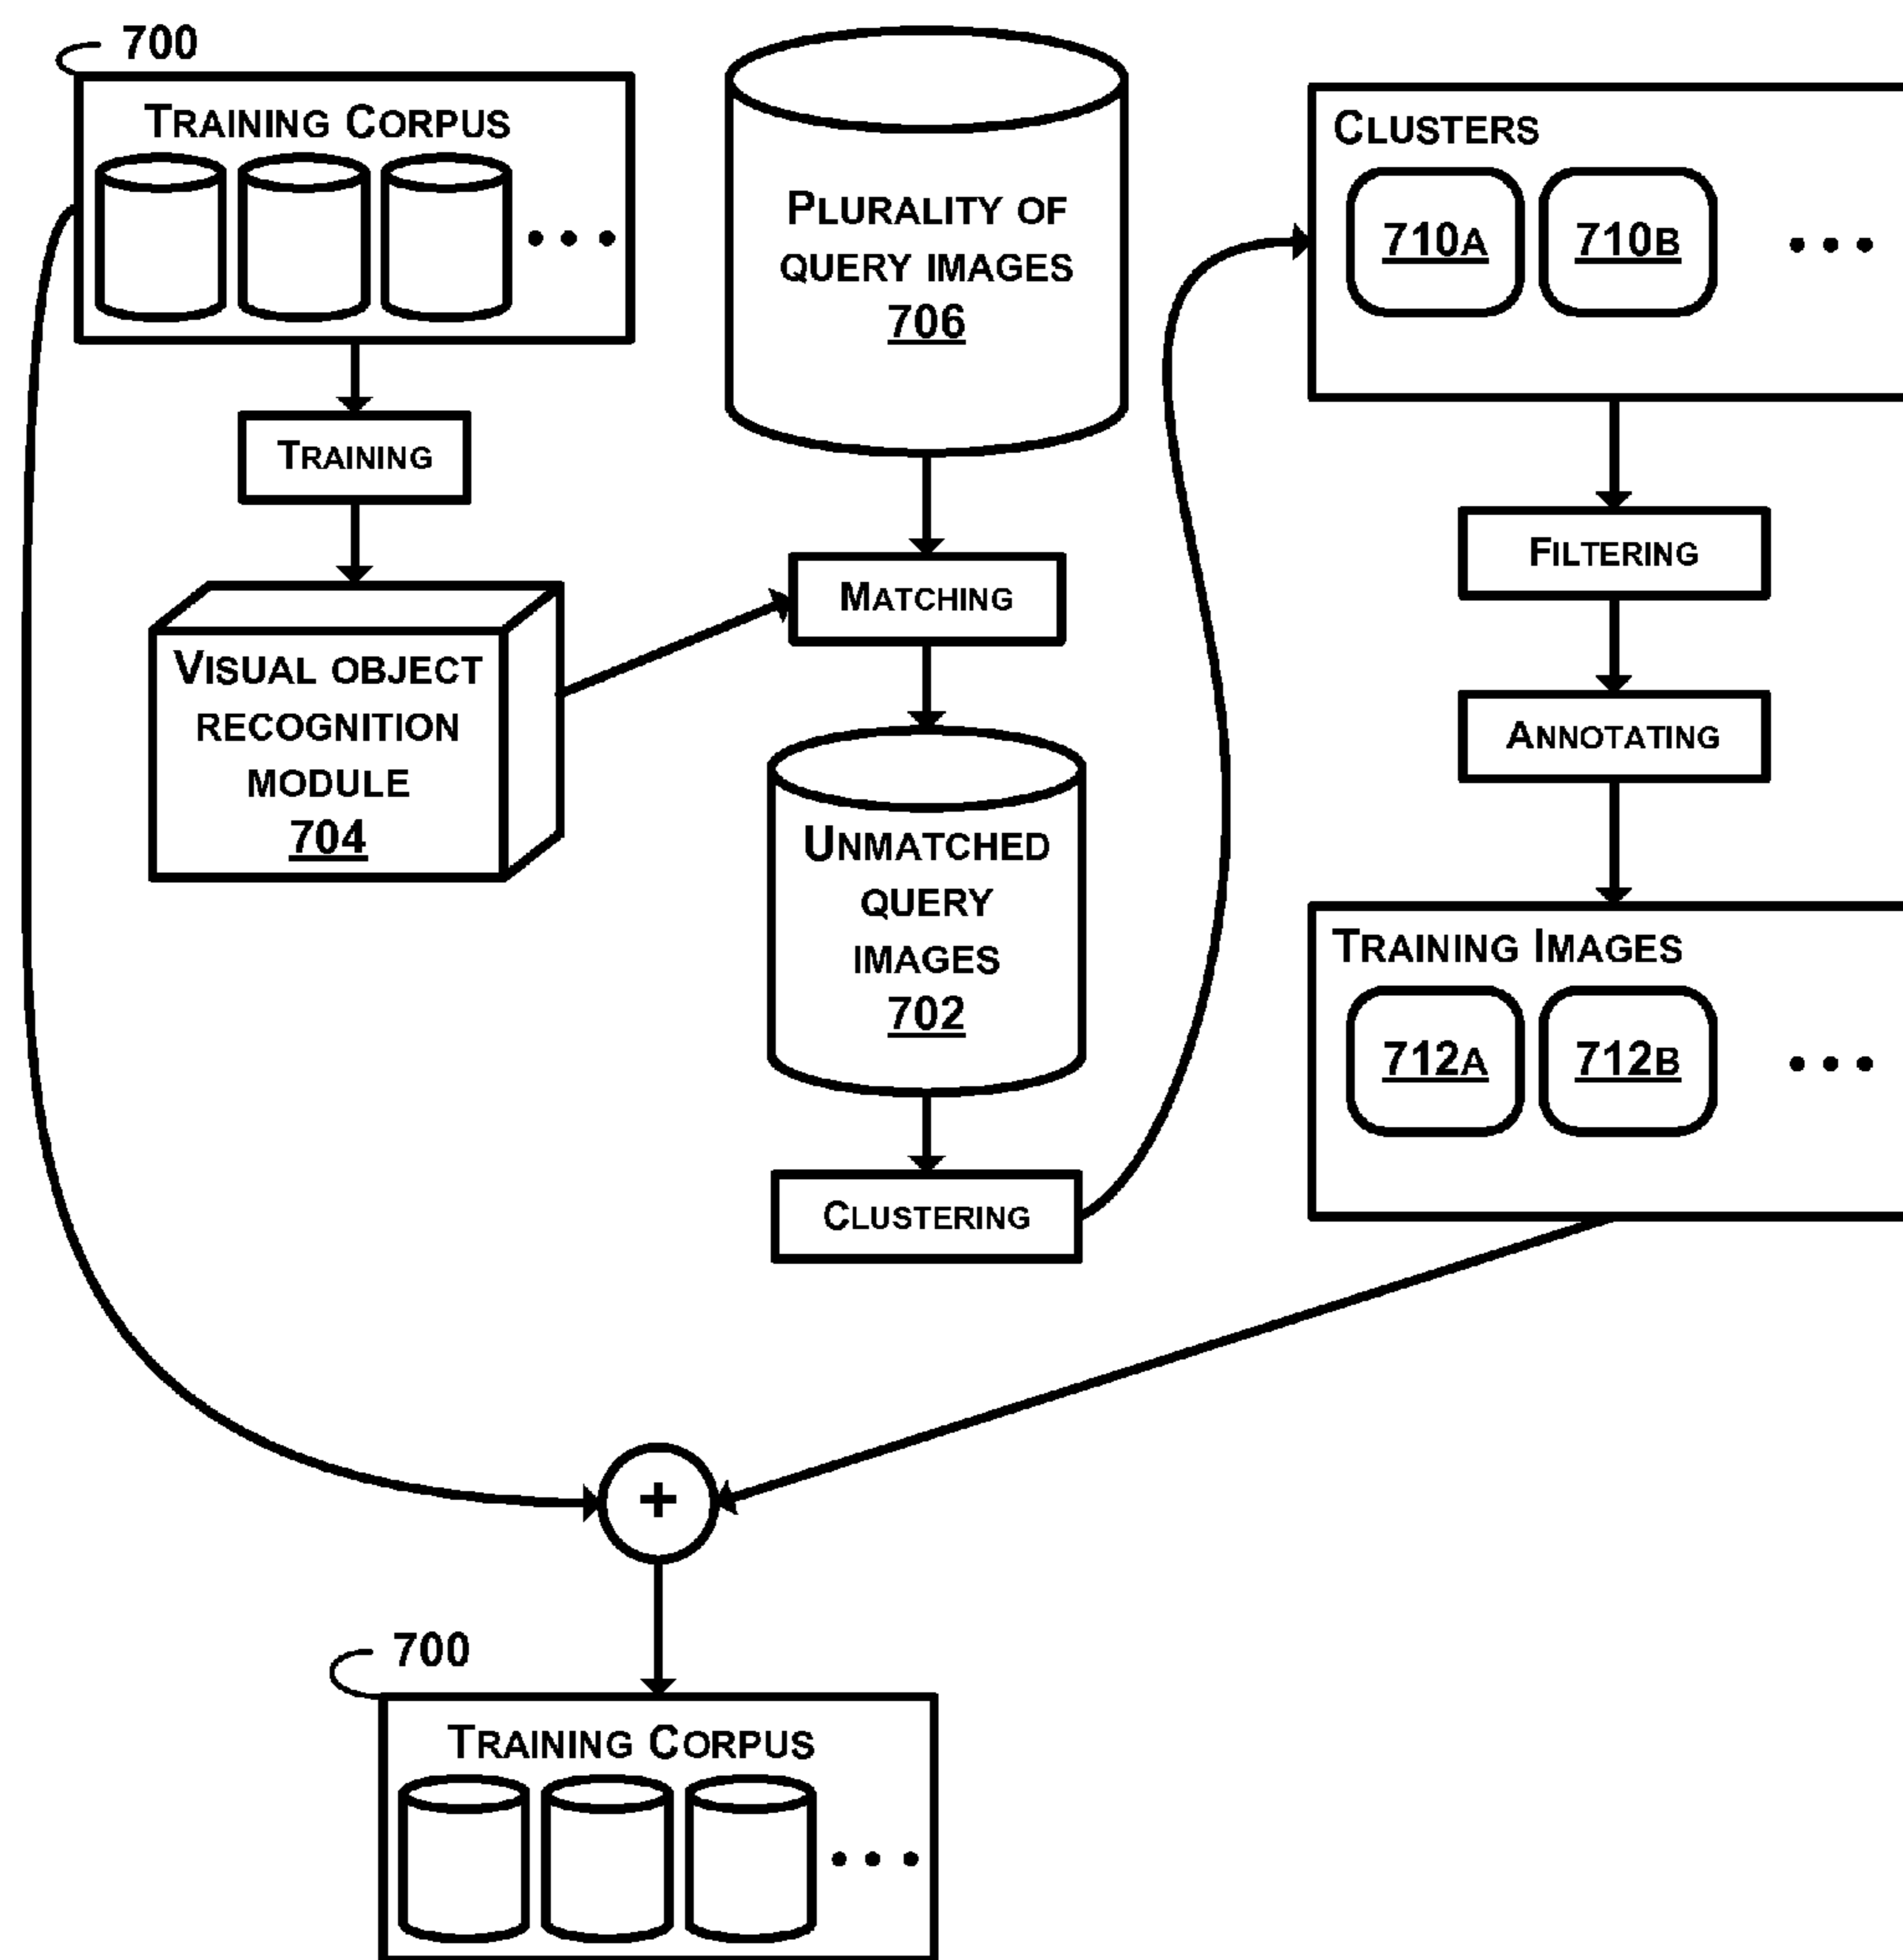 700
TRAINING CORPUS
TRAINING
VISUAL OBJECT
RECOGNITION
MODULE
704
PLURALITY OF
QUERY IMAGES
706
MATCHING
UNMATCHED
QUERY
IMAGES
702
CLUSTERING
CLUSTERS
710A 710B
FILTERING
ANNOTATING
TRAINING IMAGES
712A 712B
+
700
TRAINING CORPUS